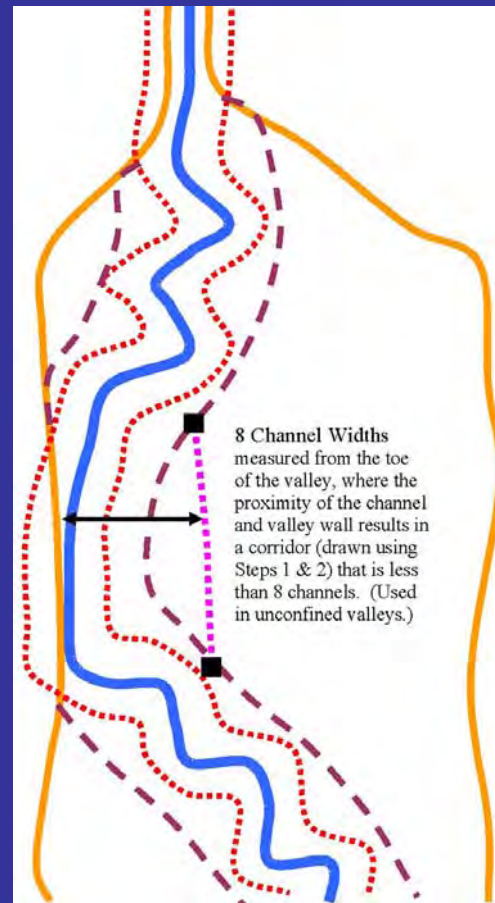 8 Channel Widths
measured from the toe
of the valley, where the
proximity of the channel
and valley wall results in
a corridor (drawn using
Steps 1 & 2) that is less
than 8 channels. (Used
in unconfined valleys.)